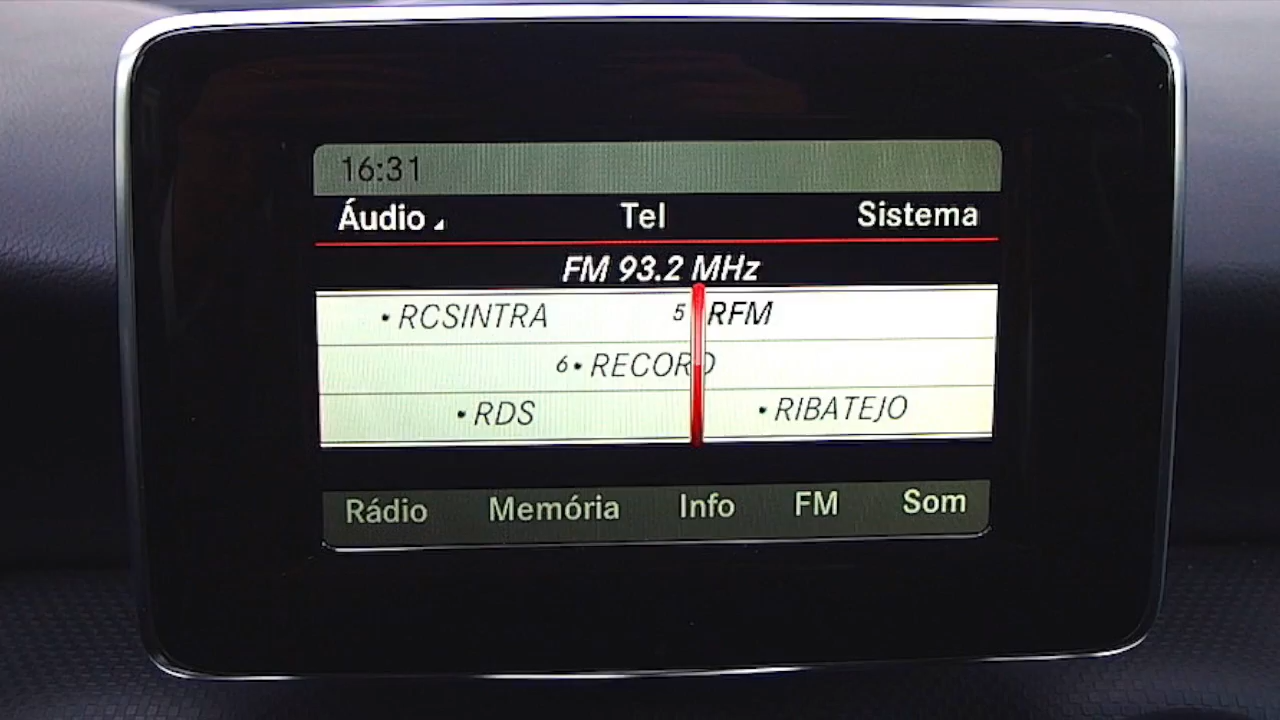 16:31
Áudio Tel Sistema
FM 93.2 MHz
• RCSINTRA 5 RFM
6 • RECORD
• RDS • RIBATEJO
Rádio Memória Info FM Som